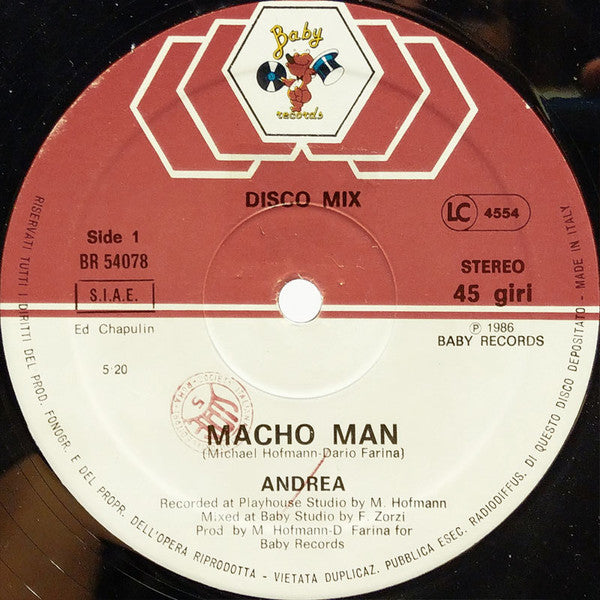 Baby
records
DISCO MIX
LC 4554
Side 1
BR 54078
STEREO
S.I.A.E.
45 giri
Ed Chapulin
℗ 1986
BABY RECORDS
5:20
MACHO MAN
(Michael Hofmann-Dario Farina)
ANDREA
Recorded at Playhouse Studio by M. Hofmann
Mixed at Baby Studio by F. Zorzi
Prod by M Hofmann-D Farina for
Baby Records
RISERVATI TUTTI I DIRITTI DEL PROD. FONOGR. E DEL PROPR. DELL'OPERA RIPRODOTTA - VIETATA DUPLICAZ. PUBBLICA ESEC. RADIODIFFUS. DI QUESTO DISCO DEPOSITATO - MADE IN ITALY